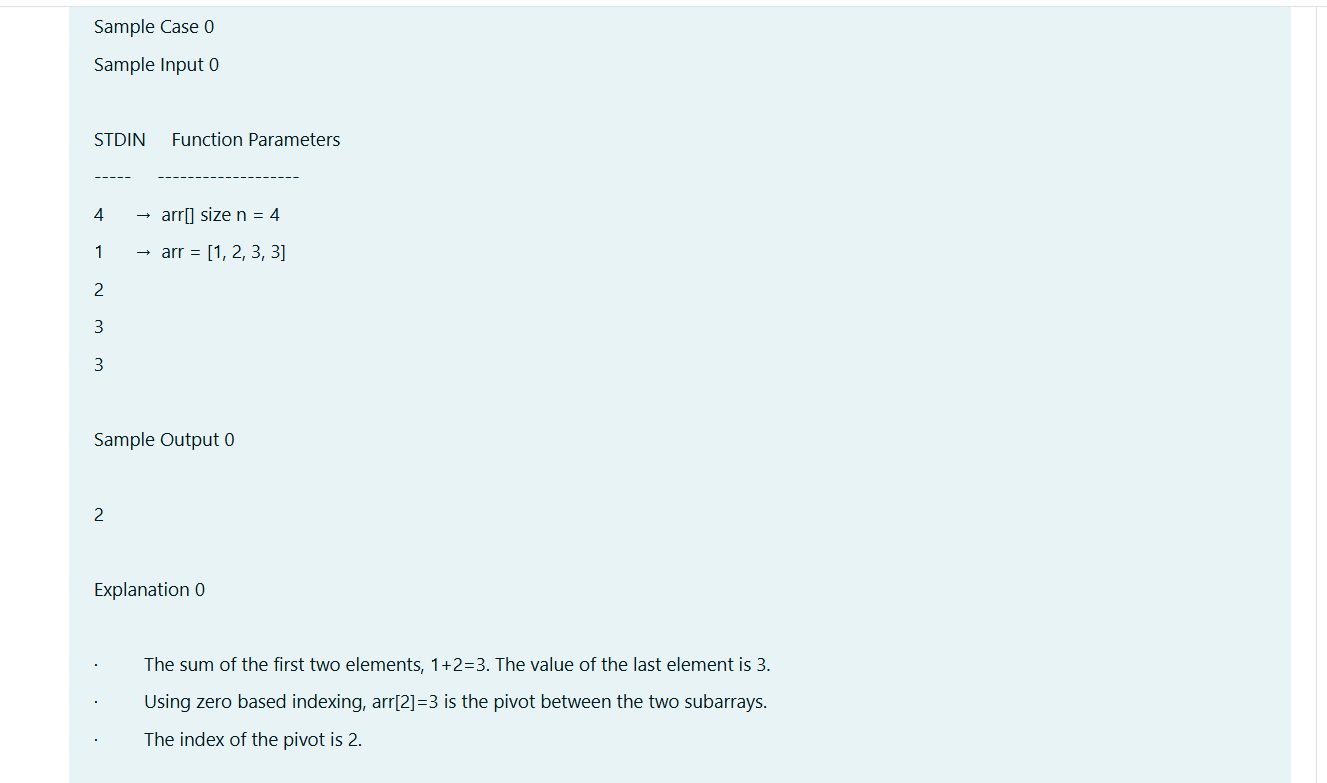 Sample Case 0
Sample Input 0
STDIN Function Parameters
----- -------------------
4 → arr[] size n = 4
1 → arr = [1, 2, 3, 3]
2
3
3
Sample Output 0
2
Explanation 0
· The sum of the first two elements, 1+2=3. The value of the last element is 3.
· Using zero based indexing, arr[2]=3 is the pivot between the two subarrays.
· The index of the pivot is 2.